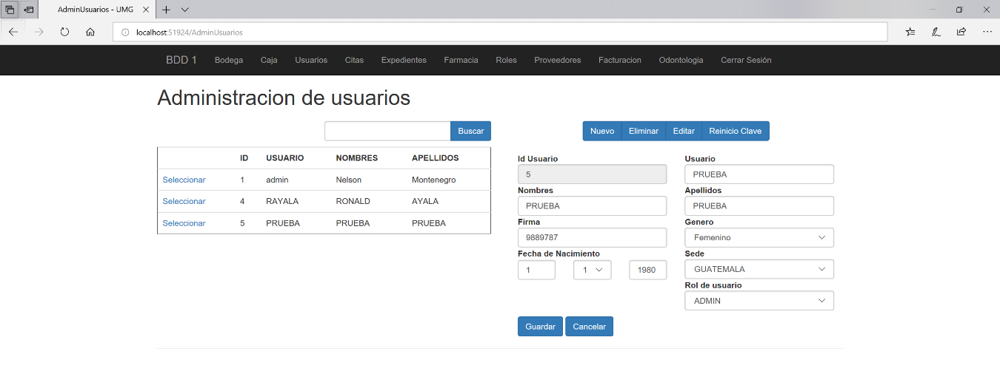 AdminUsuarios - UMG
localhost:51924/AdminUsuarios
BDD 1 Bodega Caja Usuarios Citas Expedientes Farmacia Roles Proveedores Facturacion Odontologia Cerrar Sesión
Administracion de usuarios
Buscar
ID USUARIO NOMBRES APELLIDOS
Seleccionar 1 admin Nelson Montenegro
Seleccionar 4 RAYALA RONALD AYALA
Seleccionar 5 PRUEBA PRUEBA PRUEBA
Nuevo Eliminar Editar Reinicio Clave
Id Usuario Usuario
5 PRUEBA
Nombres Apellidos
PRUEBA PRUEBA
Firma Genero
9889787 Femenino
Fecha de Nacimiento Sede
1 1 1980 GUATEMALA
Rol de usuario
ADMIN
Guardar Cancelar